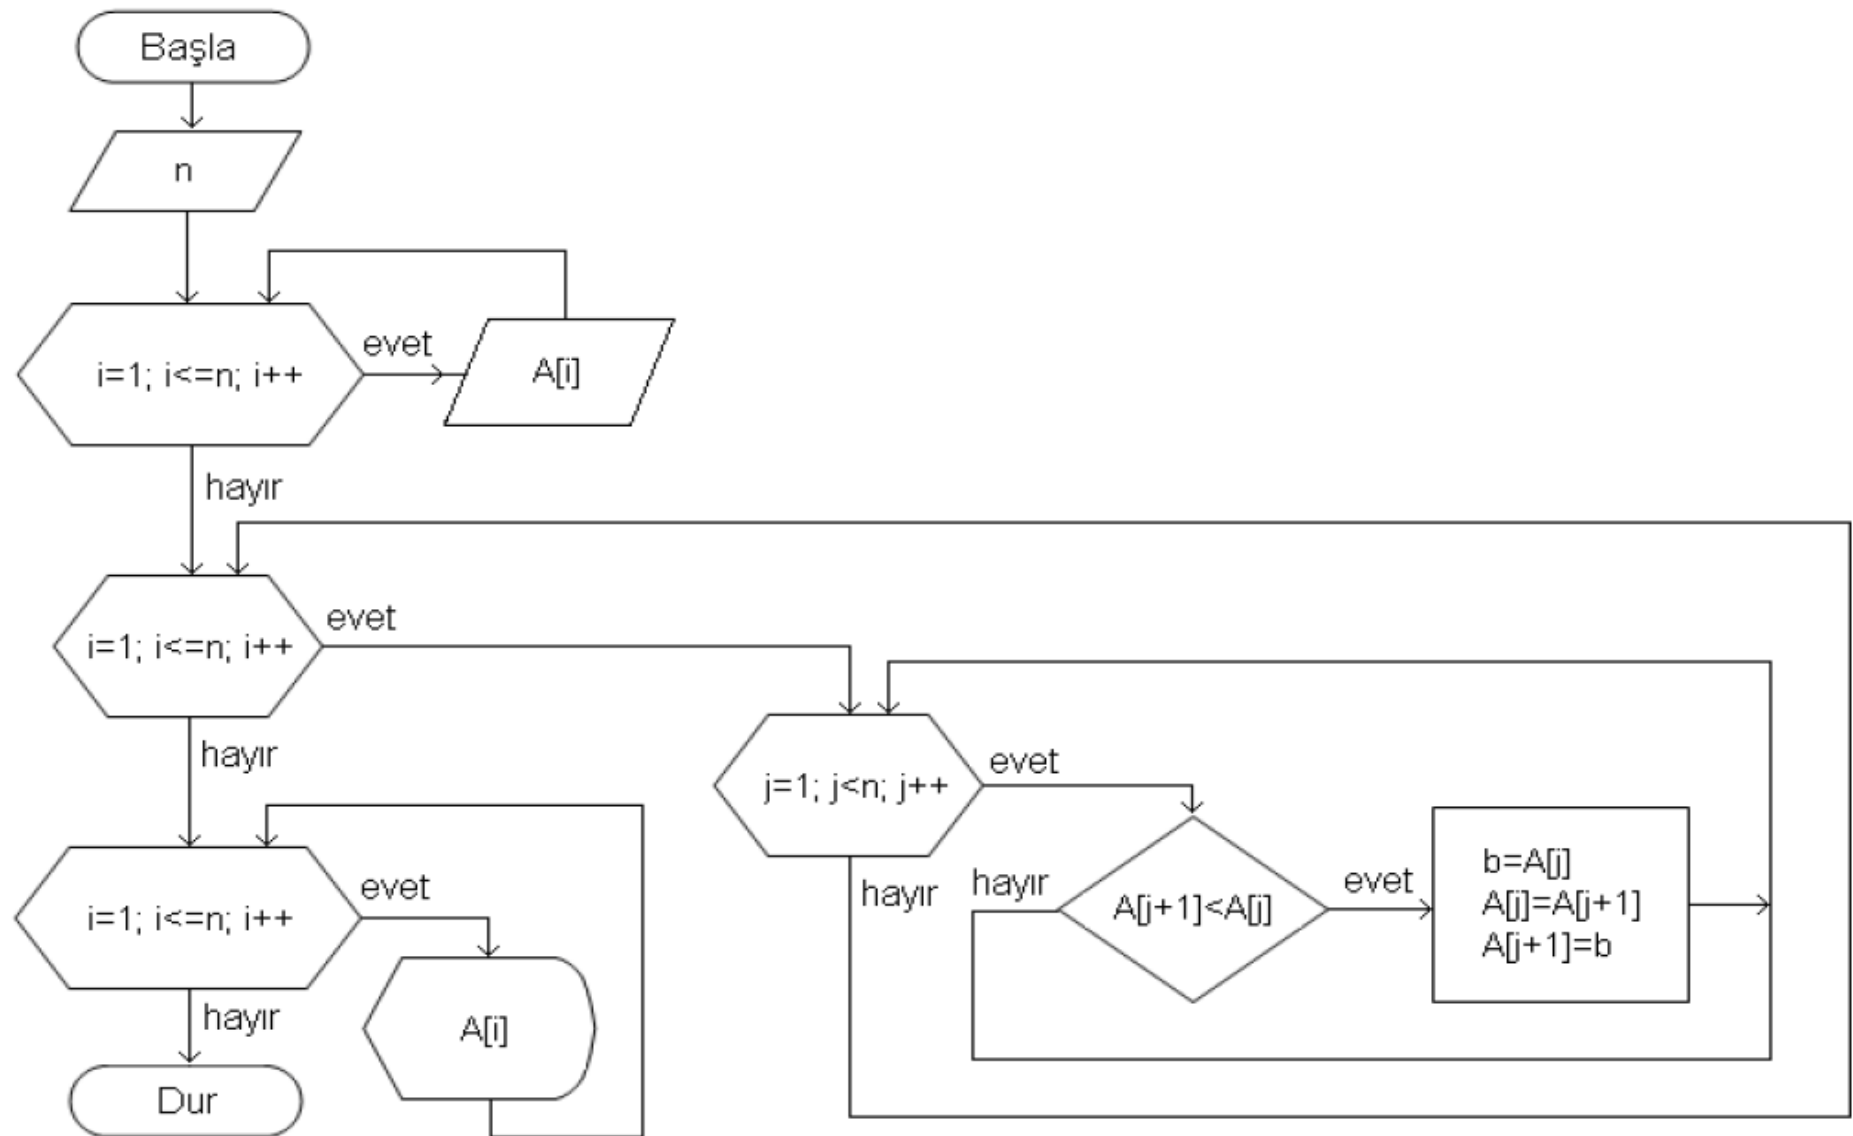 Başla
n
i=1; i<=n; i++
evet
A[i]
hayır
i=1; i<=n; i++
evet
hayır
j=1; j<n; j++
evet
hayır
A[j+1]<A[j]
hayır
evet
b=A[j]
A[j]=A[j+1]
A[j+1]=b
i=1; i<=n; i++
evet
A[i]
hayır
Dur